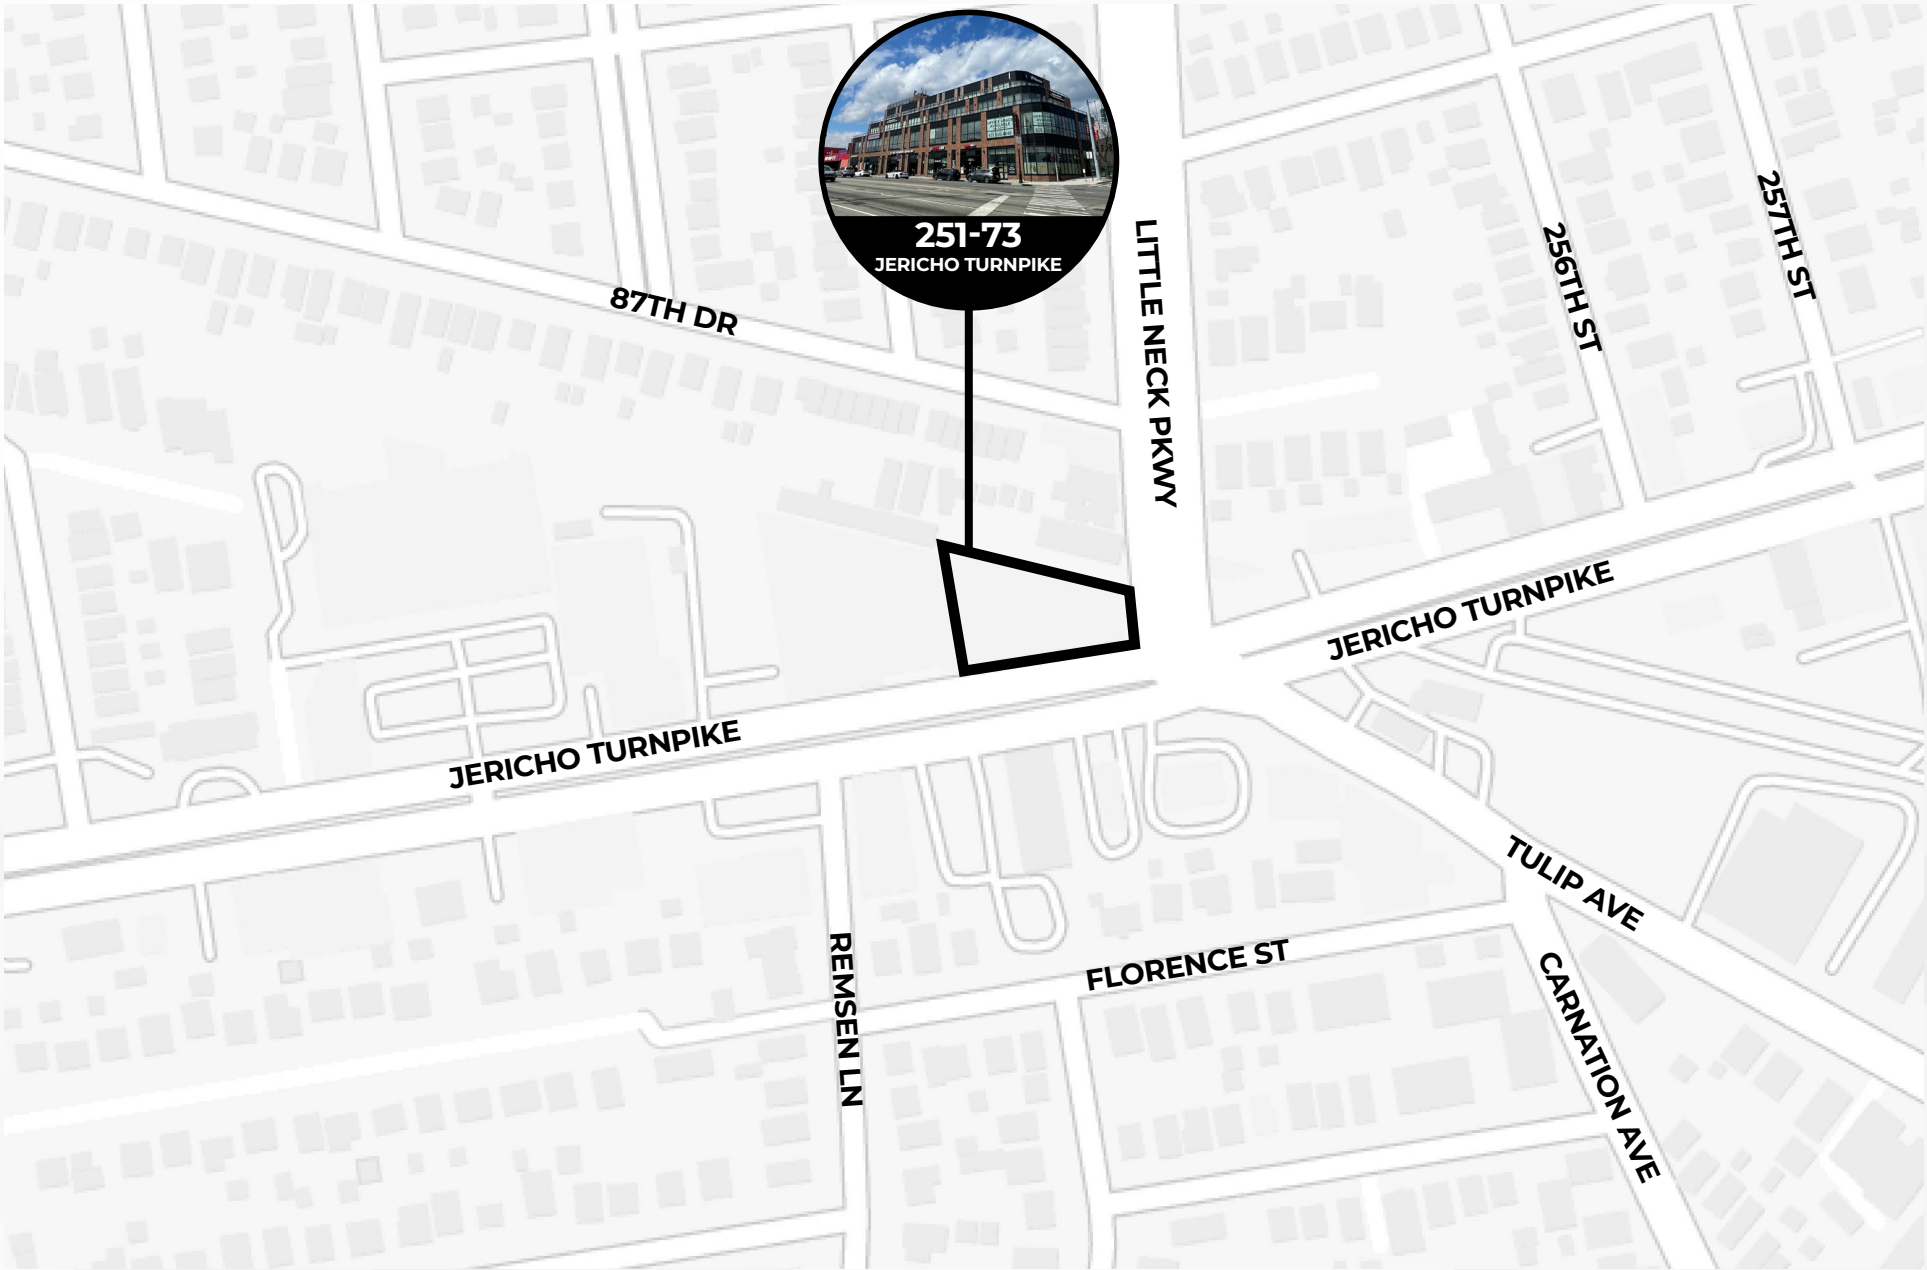 251-73
JERICHO TURNPIKE
LITTLE NECK PKWY
256TH ST
257TH ST
87TH DR
JERICHO TURNPIKE
JERICHO TURNPIKE
TULIP AVE
REMSEN LN
FLORENCE ST
CARNATION AVE